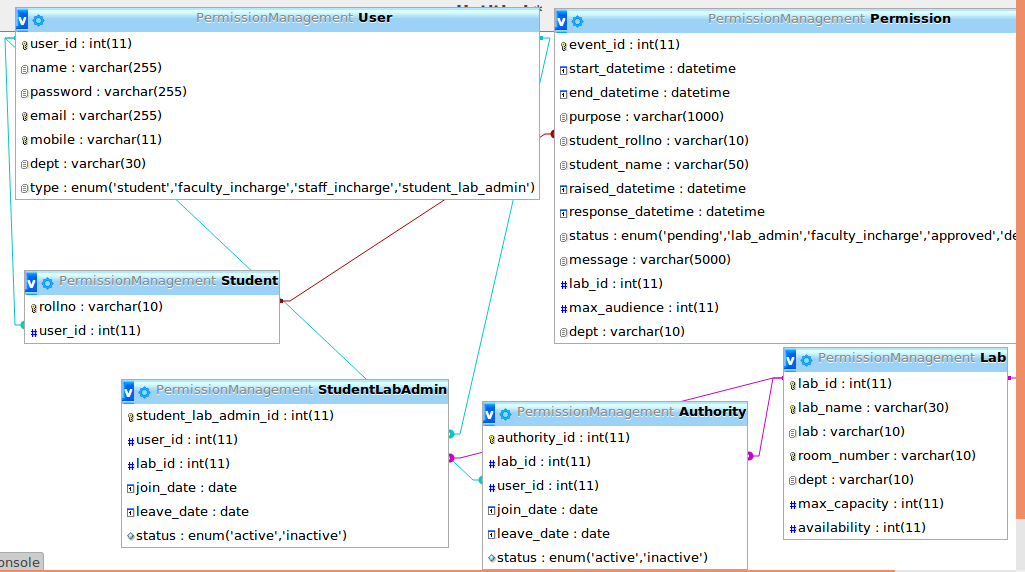 PermissionManagement User
user_id : int(11)
name : varchar(255)
password : varchar(255)
email : varchar(255)
mobile : varchar(11)
dept : varchar(30)
type : enum('student','faculty_incharge','staff_incharge','student_lab_admin')
PermissionManagement Permission
event_id : int(11)
start_datetime : datetime
end_datetime : datetime
purpose : varchar(1000)
student_rollno : varchar(10)
student_name : varchar(50)
raised_datetime : datetime
response_datetime : datetime
status : enum('pending','lab_admin','faculty_incharge','approved','de
message : varchar(5000)
lab_id : int(11)
max_audience : int(11)
dept : varchar(10)
PermissionManagement Student
rollno : varchar(10)
user_id : int(11)
PermissionManagement StudentLabAdmin
student_lab_admin_id : int(11)
user_id : int(11)
lab_id : int(11)
join_date : date
leave_date : date
status : enum('active','inactive')
PermissionManagement Authority
authority_id : int(11)
lab_id : int(11)
user_id : int(11)
join_date : date
leave_date : date
status : enum('active','inactive')
PermissionManagement Lab
lab_id : int(11)
lab_name : varchar(30)
lab : varchar(10)
room_number : varchar(10)
dept : varchar(10)
max_capacity : int(11)
availability : int(11)
onsole